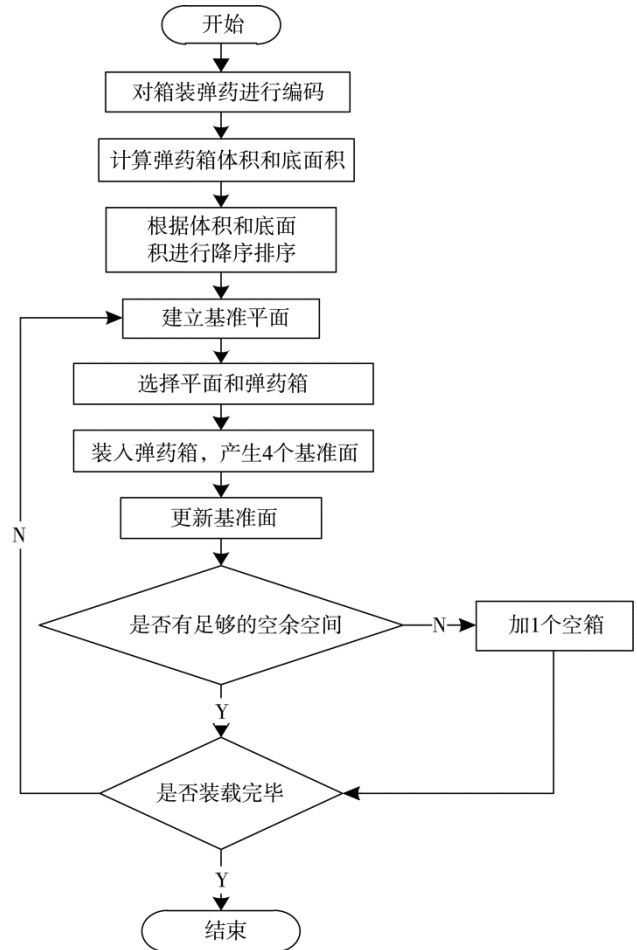 开始
对箱装弹药进行编码
计算弹药箱体积和底面积
根据体积和底面
积进行降序排序
建立基准平面
选择平面和弹药箱
装入弹药箱，产生4个基准面
更新基准面
N
是否有足够的空余空间
N
加1个空箱
Y
是否装载完毕
Y
结束